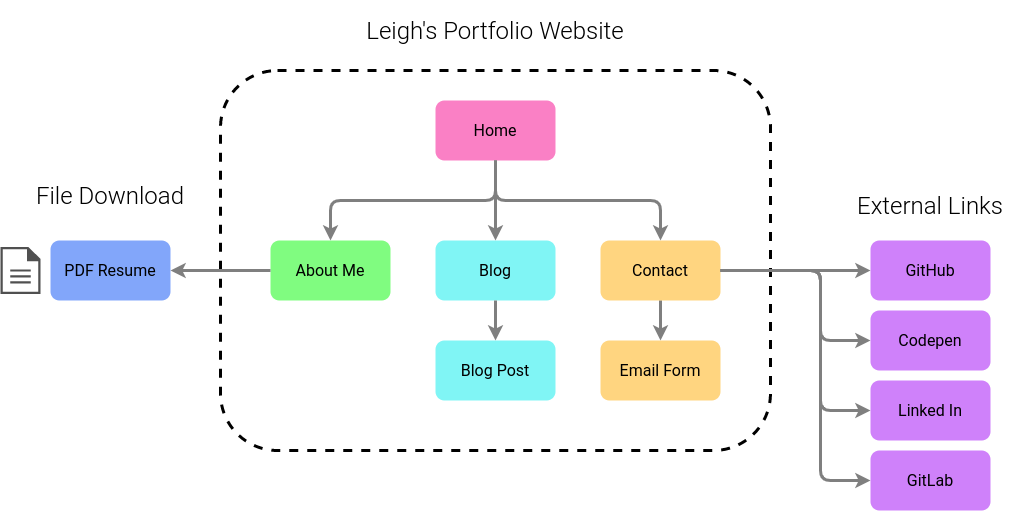 Leigh's Portfolio Website
Home
File Download
External Links
PDF Resume
About Me
Blog
Contact
GitHub
Codepen
Blog Post
Email Form
Linked In
GitLab